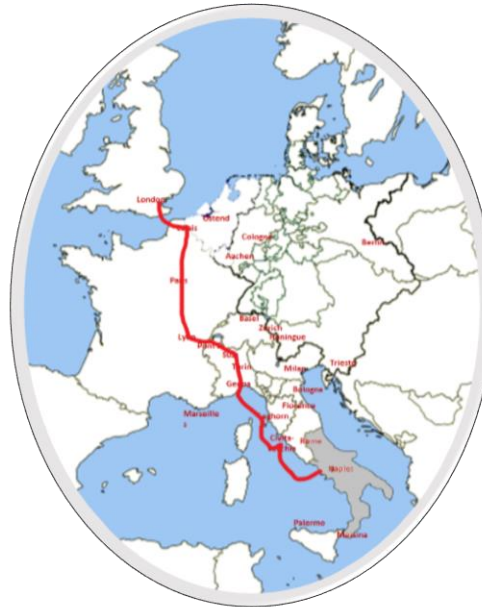 London
Ostend
Cologne
Berlin
Aachen
Paris
Basel
Zurich
Huningue
Lyon
Turin
Milan
Trieste
Genoa
Bologna
Marseille
s
Florence
Rome
Naples
Palermo
Messina